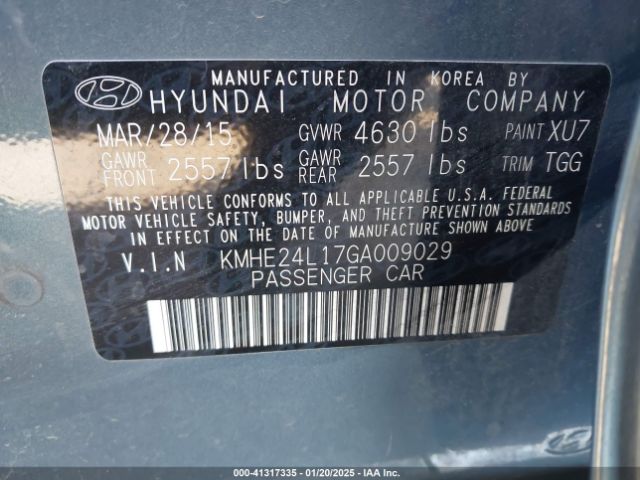 MANUFACTURED IN KOREA BY
HYUNDAI MOTOR COMPANY
MAR/28/15 GVWR 4630 lbs PAINT XU7
GAWR FRONT 2557 lbs GAWR REAR 2557 lbs TRIM TGG
THIS VEHICLE CONFORMS TO ALL APPLICABLE U.S.A. FEDERAL
MOTOR VEHICLE SAFETY, BUMPER, AND THEFT PREVENTION STANDARDS
IN EFFECT ON THE DATE OF MANUFACTURE SHOWN ABOVE.
V.I.N KMHE24L17GA009029
PASSENGER CAR
000-41317335 - 01/20/2025 - IAA Inc.